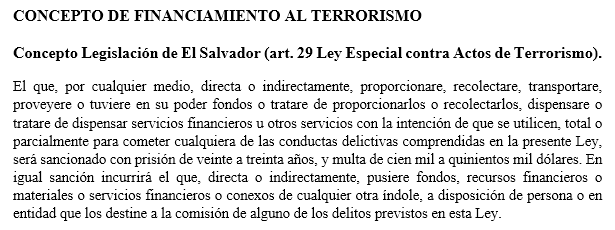 CONCEPTO DE FINANCIAMIENTO AL TERRORISMO
Concepto Legislación de El Salvador (art. 29 Ley Especial contra Actos de Terrorismo).
El que, por cualquier medio, directa o indirectamente, proporcionare, recolectare, transportare,
proveyere o tuviere en su poder fondos o tratare de proporcionarlos o recolectarlos, dispensare o
tratare de dispensar servicios financieros u otros servicios con la intención de que se utilicen, total o
parcialmente para cometer cualquiera de las conductas delictivas comprendidas en la presente Ley,
será sancionado con prisión de veinte a treinta años, y multa de cien mil a quinientos mil dólares. En
igual sanción incurrirá el que, directa o indirectamente, pusiere fondos, recursos financieros o
materiales o servicios financieros o conexos de cualquier otra índole, a disposición de persona o en
entidad que los destine a la comisión de alguno de los delitos previstos en esta Ley.